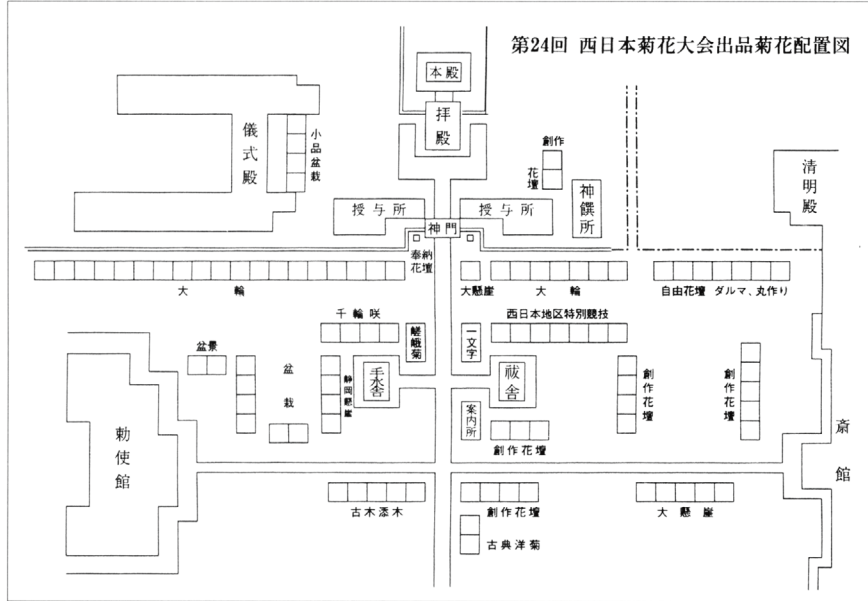 第24回 西日本菊花大会出品菊花配置図
本殿
拝殿
儀式殿
小品盆栽
創作花壇
神饌所
清明殿
授与所
神門
授与所
奉納花壇
大輪
大懸崖
大輪
自由花壇 ダルマ、丸作り
千輪咲
嵯峨菊
一文字
西日本地区特別競技
盆景
盆栽
静岡懸崖
手水舎
祓舎
創作花壇
創作花壇
案内所
創作花壇
勅使館
斎館
古木添木
創作花壇
大懸崖
古典洋菊